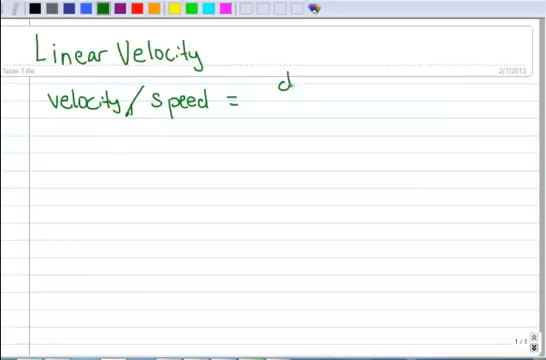 Linear Velocity
Note Title
2/7/2013
velocity/speed = d
1/1